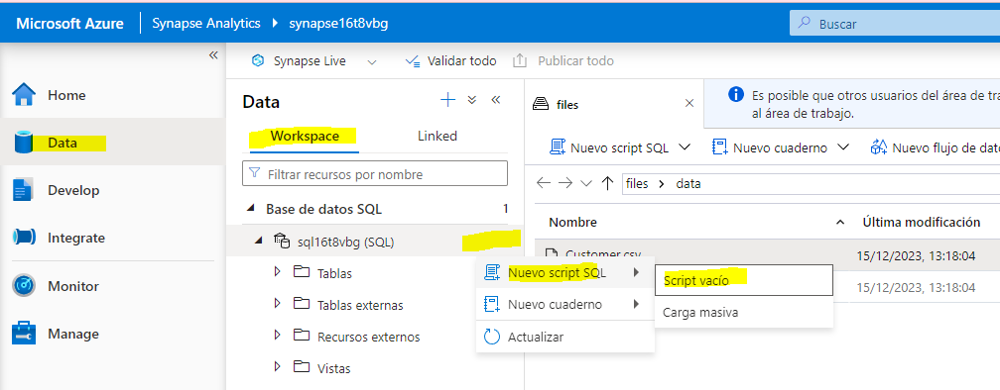 Microsoft Azure Synapse Analytics synapse16t8vbg Buscar
Synapse Live Validar todo Publicar todo
Home
Data
Develop
Integrate
Monitor
Manage
Data
Workspace Linked
Filtrar recursos por nombre
Base de datos SQL 1
sql16t8vbg (SQL)
Tablas
Tablas externas
Recursos externos
Vistas
Nuevo script SQL
Nuevo cuaderno
Actualizar
Script vacío
Carga masiva
files
Es posible que otros usuarios del área de tra
al área de trabajo.
Nuevo script SQL Nuevo cuaderno Nuevo flujo de dato
files data
Nombre Última modificación
Customer.csv 15/12/2023, 13:18:04
15/12/2023, 13:18:04